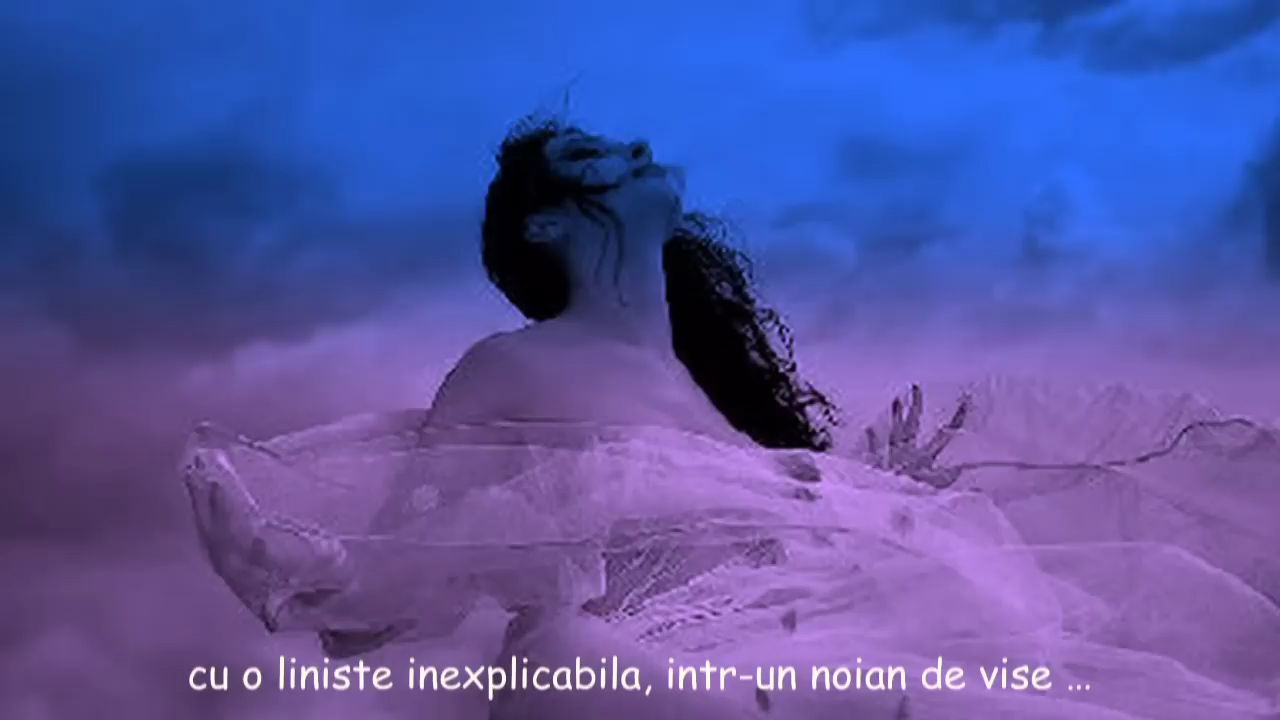 cu o liniste inexplicabila, intr-un noian de vise ...